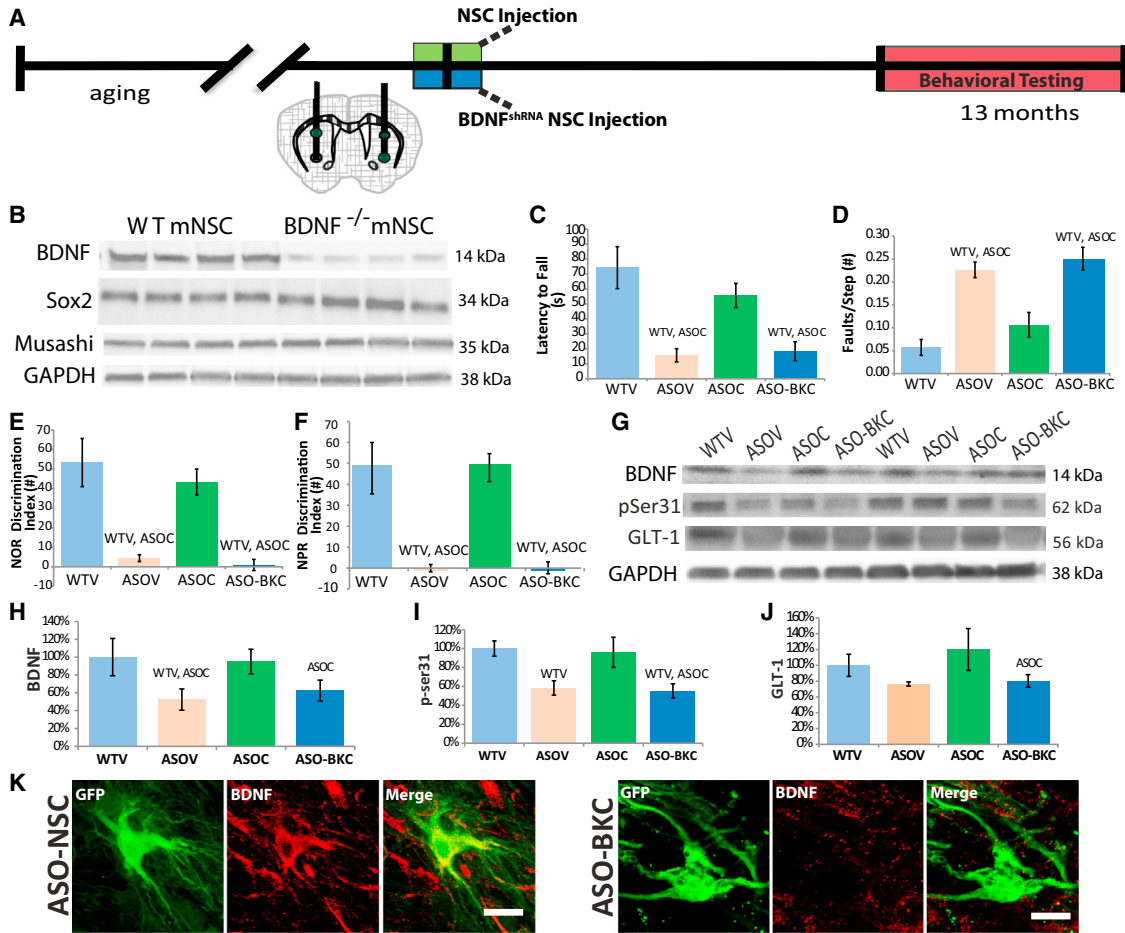 A
NSC Injection
aging
BDNFshRNA NSC Injection
Behavioral Testing
13 months
B
W T mNSC BDNF -/- mNSC
BDNF 14 kDa
Sox2 34 kDa
Musashi 35 kDa
GAPDH 38 kDa
C
Latency to Fall (s)
100
90
80
70
60
50
40
30
20
10
0
WTV, ASOC WTV, ASOC
WTV ASOV ASOC ASO-BKC
D
Faults/Step (#)
0.30
0.25
0.20
0.15
0.10
0.05
0.00
WTV, ASOC WTV, ASOC
WTV ASOV ASOC ASO-BKC
E
NOR Discrimination Index (#)
70
60
50
40
30
20
10
0
-10
WTV, ASOC WTV, ASOC
WTV ASOV ASOC ASO-BKC
F
NPR Discrimination Index (#)
70
60
50
40
30
20
10
0
-10
WTV, ASOC WTV, ASOC
WTV ASOV ASOC ASO-BKC
G
WTV ASOV ASOC ASO-BKC WTV ASOV ASOC ASO-BKC
BDNF 14 kDa
pSer31 62 kDa
GLT-1 56 kDa
GAPDH 38 kDa
H
BDNF
140%
120%
100%
80%
60%
40%
20%
0%
WTV, ASOC ASOC
WTV ASOV ASOC ASO-BKC
I
p-ser31
120%
100%
80%
60%
40%
20%
0%
WTV WTV, ASOC
WTV ASOV ASOC ASO-BKC
J
GLT-1
160%
140%
120%
100%
80%
60%
40%
20%
0%
ASOC
WTV ASOV ASOC ASO-BKC
K
ASO-NSC
GFP BDNF Merge
ASO-BKC
GFP BDNF Merge